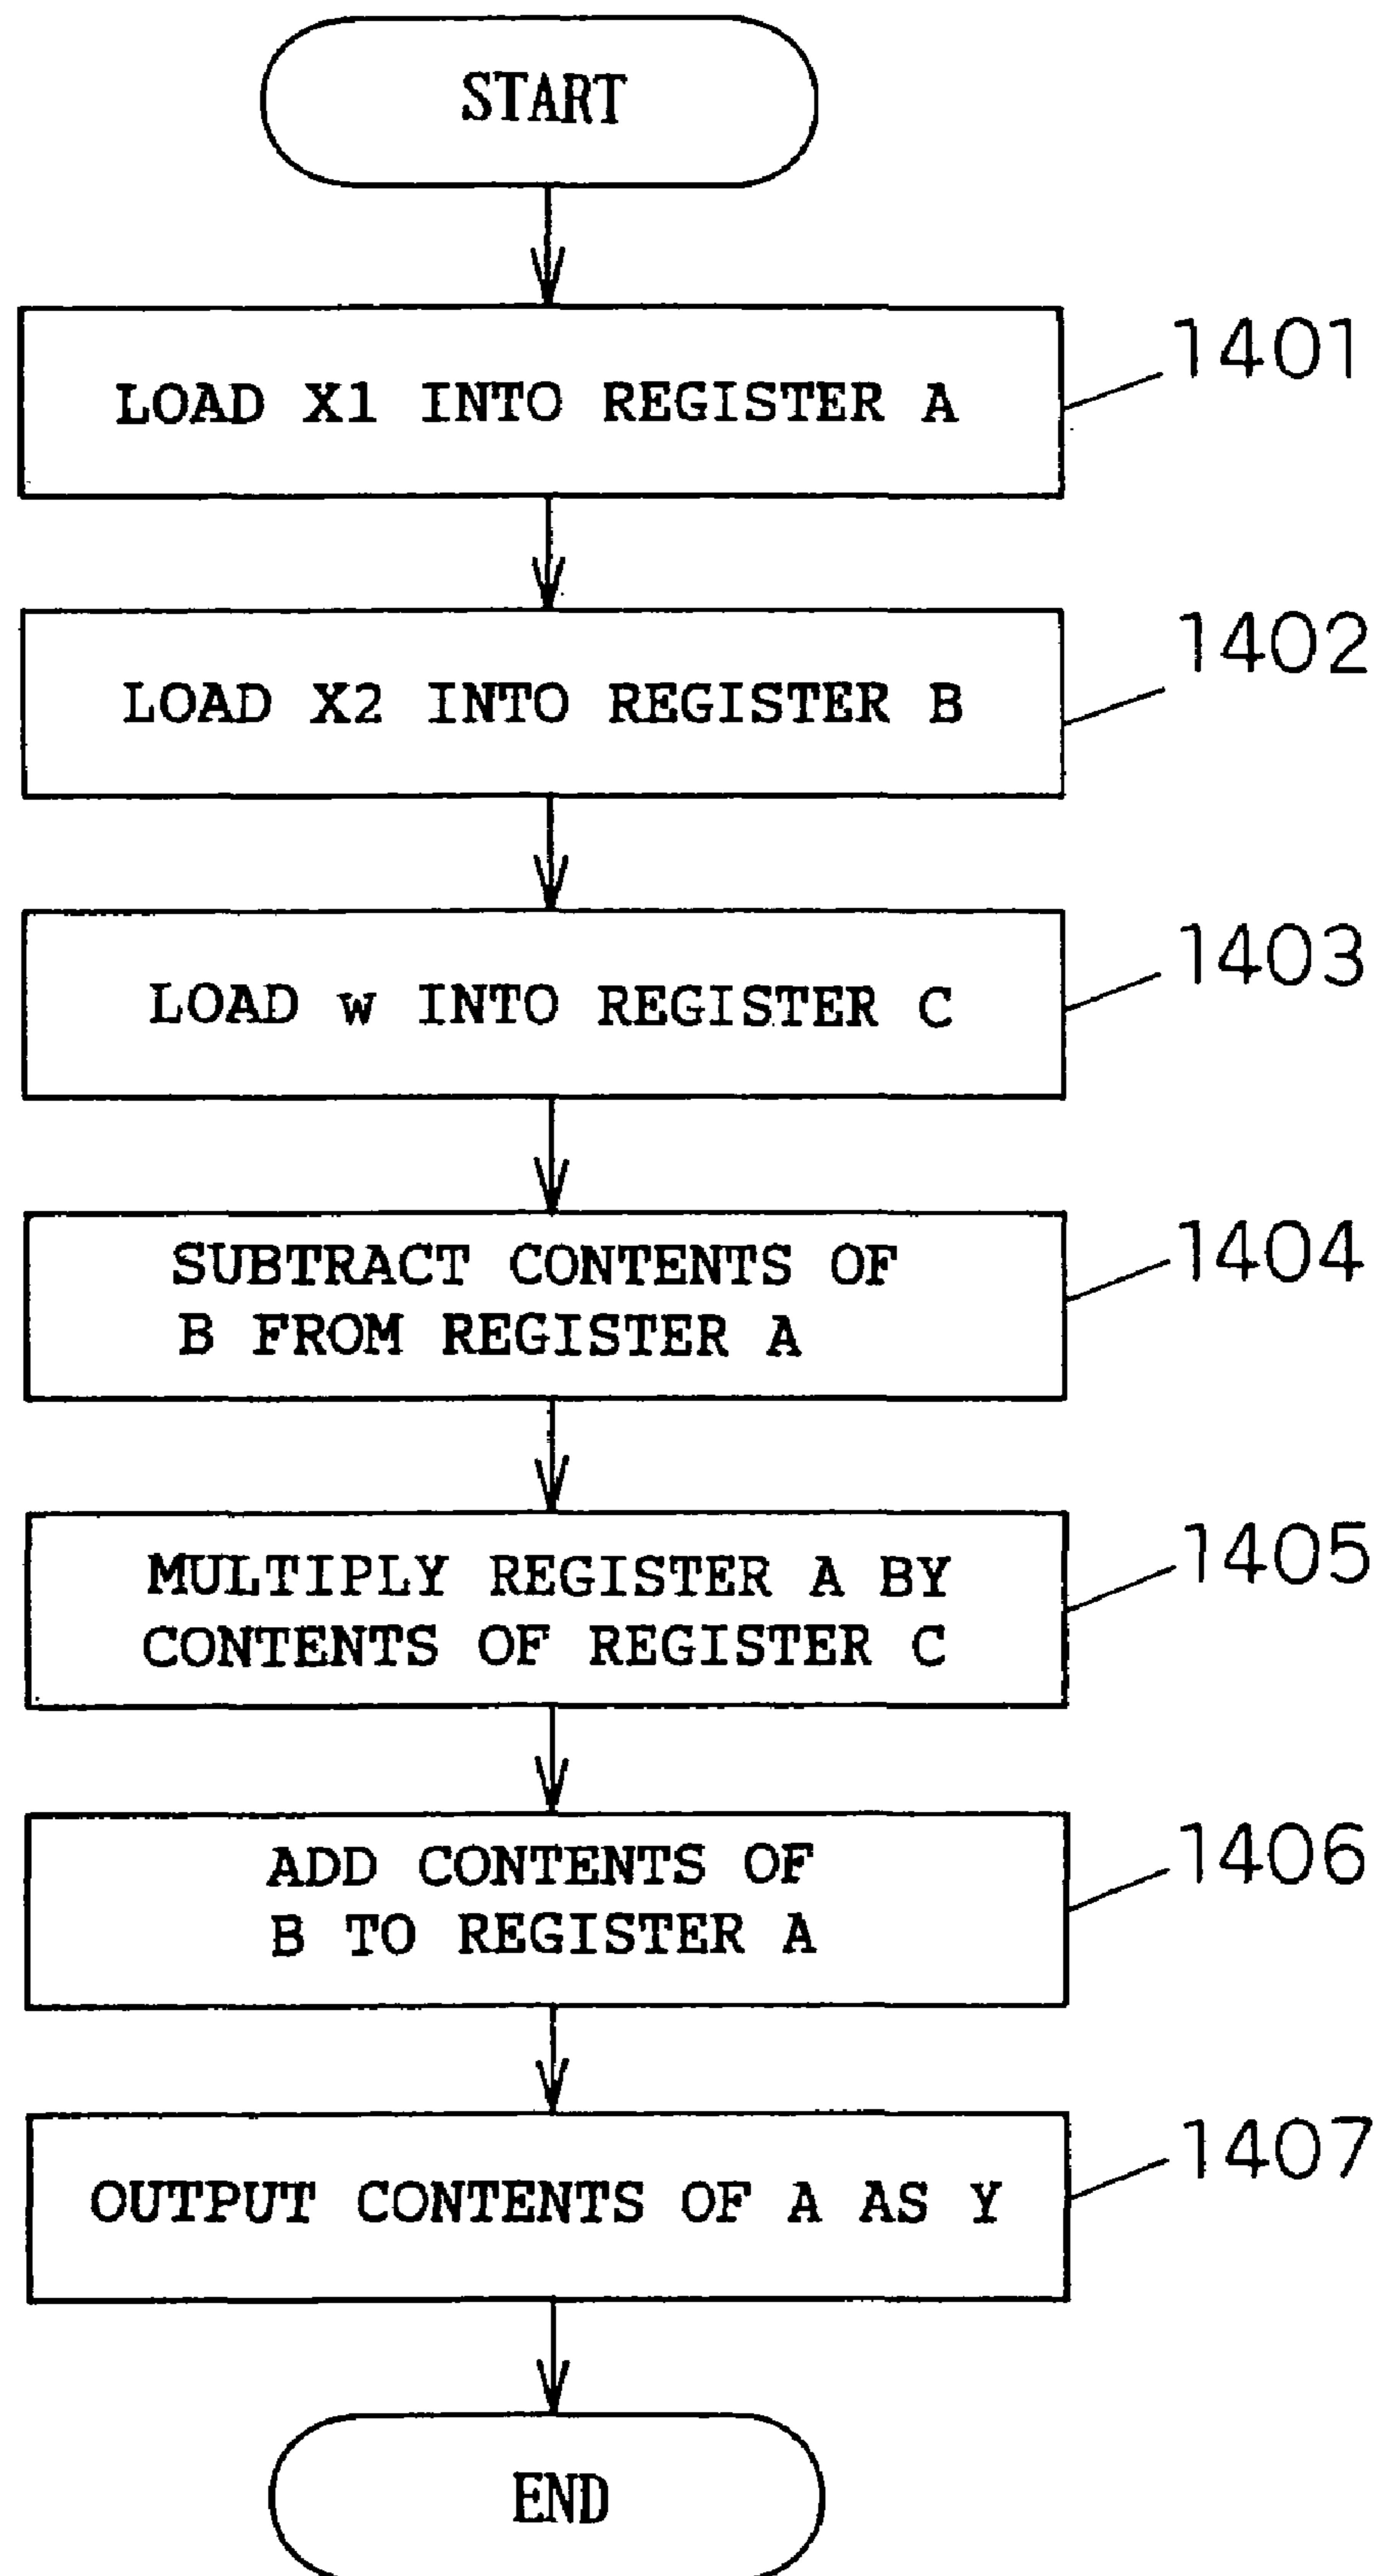 START
LOAD X1 INTO REGISTER A
1401
LOAD X2 INTO REGISTER B
1402
LOAD w INTO REGISTER C
1403
SUBTRACT CONTENTS OF
B FROM REGISTER A
1404
MULTIPLY REGISTER A BY
CONTENTS OF REGISTER C
1405
ADD CONTENTS OF
B TO REGISTER A
1406
OUTPUT CONTENTS OF A AS Y
1407
END